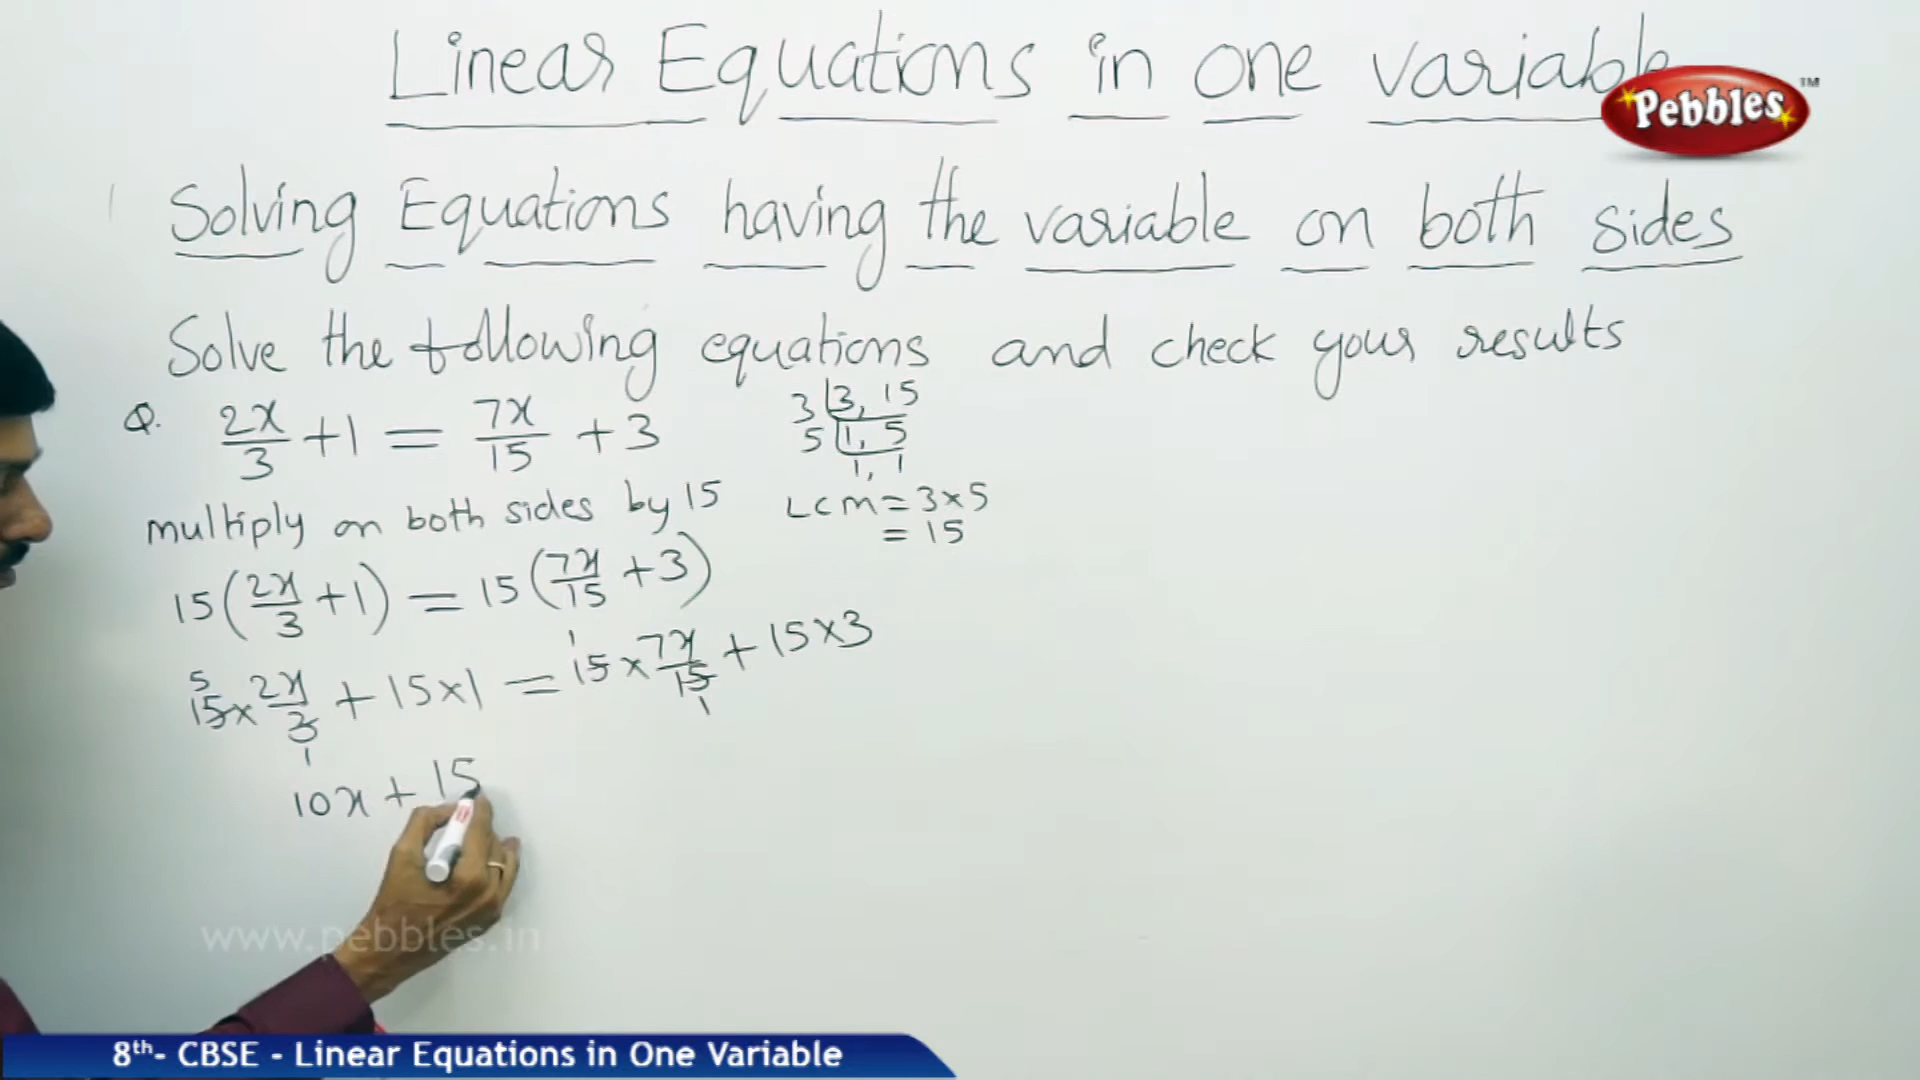 Linear Equations in one variable
Pebbles™
Solving Equations having the variable on both sides
Solve the following equations and check your results
Q. 2x/3 + 1 = 7x/15 + 3
3 | 3, 15
5 | 1, 5
1, 1
multiply on both sides by 15
LCM = 3×5
= 15
15(2x/3 + 1) = 15(7x/15 + 3)
5 1
15 × 2x/3 + 15×1 = 15 × 7x/15 + 15×3
1 1
10x + 15
www.pebbles.in
8th- CBSE - Linear Equations in One Variable